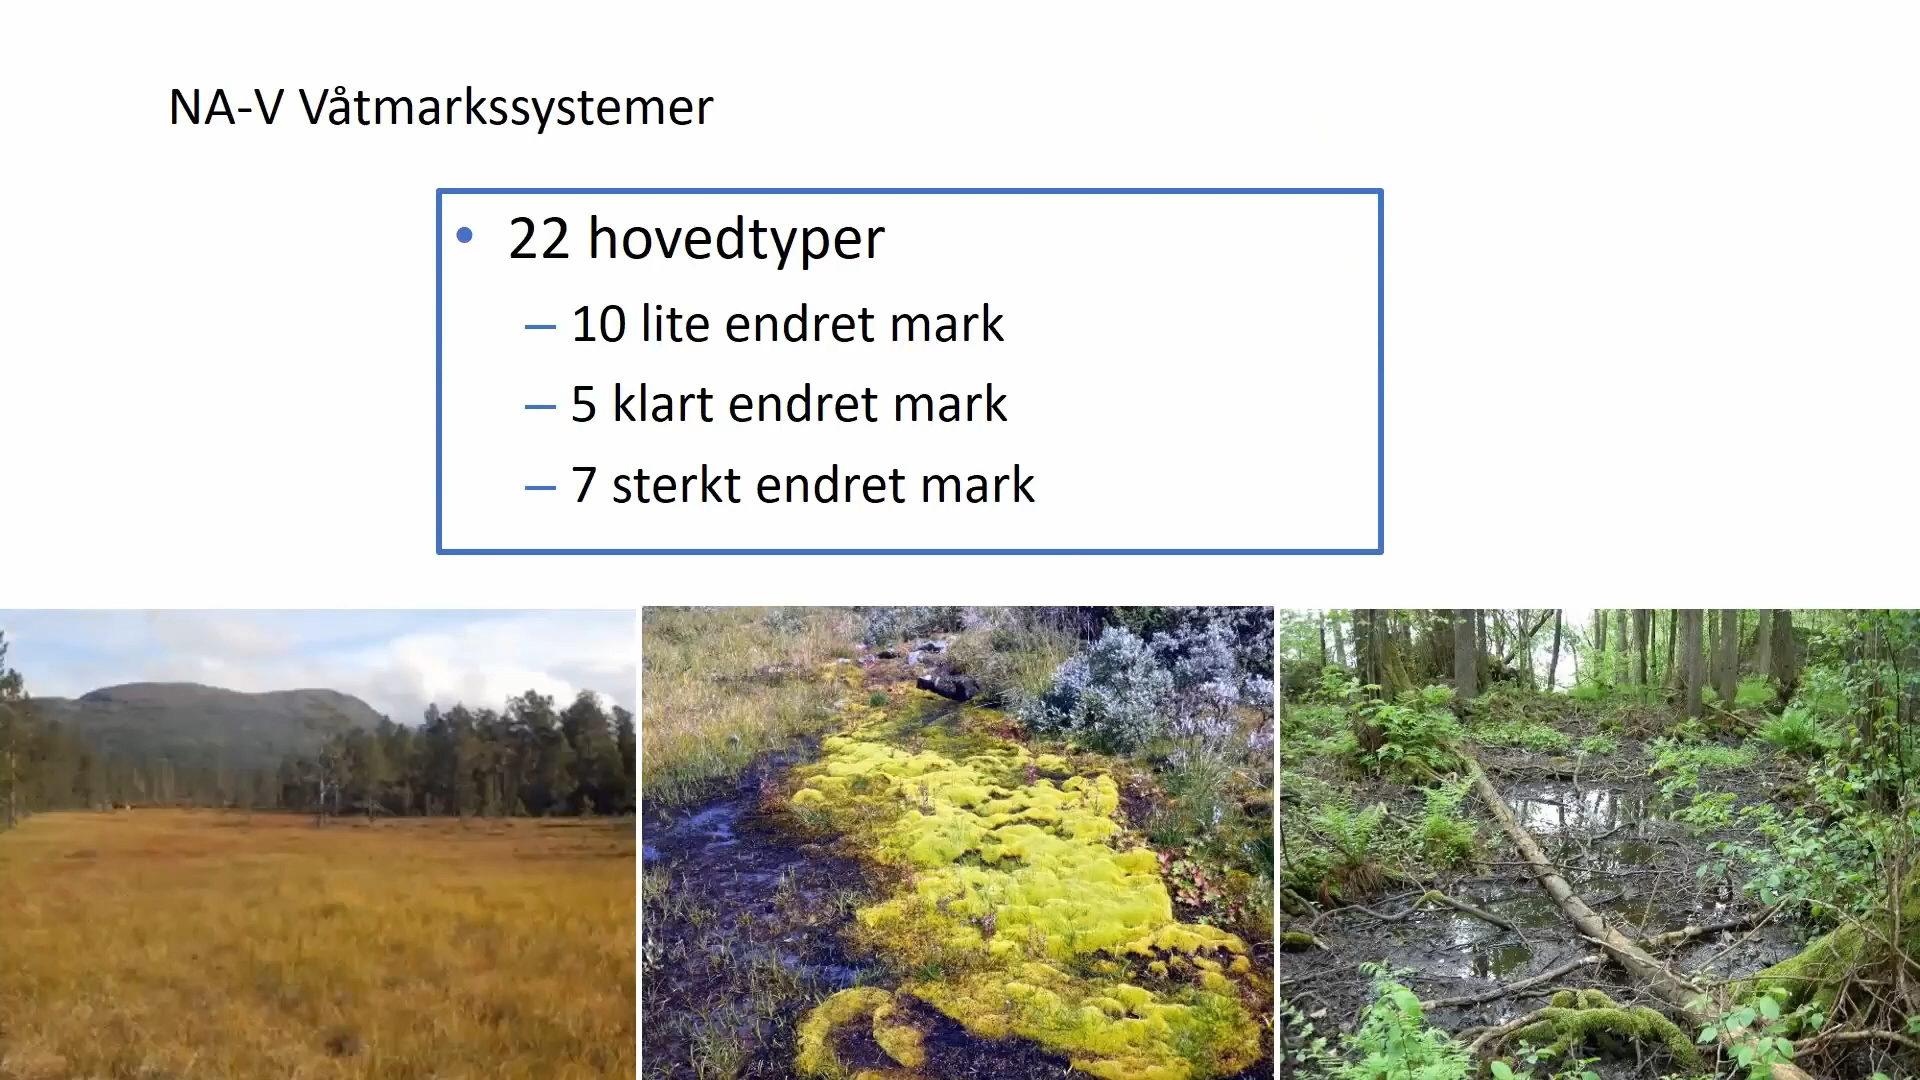 NA-V Våtmarkssystemer
• 22 hovedtyper
– 10 lite endret mark
– 5 klart endret mark
– 7 sterkt endret mark